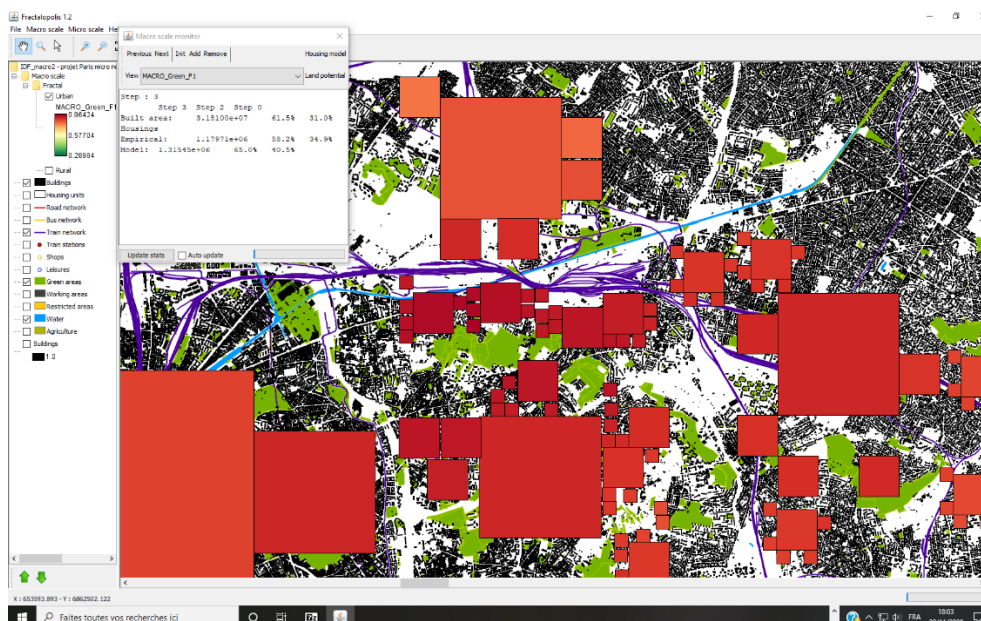 Fractalopolis 1.2
File Macro scale Micro scale He
Macro scale monitor
Previous Next Init Add Remove Housing model
View MACRO_Green_F1 Land potential
Step : 3
Step 3 Step 2 Step 0
Built area: 3.18100e+07 61.5% 31.0%
Housings
Empirical: 1.17971e+06 58.2% 34.9%
Model: 1.31545e+06 65.0% 40.5%
Update stats Auto update
IDF_macro2 - projet Paris micro no
Macro scale
Fractal
Urban
MACRO_Green_F1
0.86424
0.57704
0.28984
Rural
Buildings
Housing units
Road network
Bus network
Train network
Train stations
Shops
Leisures
Green areas
Working areas
Restricted areas
Water
Agriculture
Buildings
1.0
X : 653593.893 - Y : 6862502.122
Faites toutes vos recherches ici
FRA
18:03